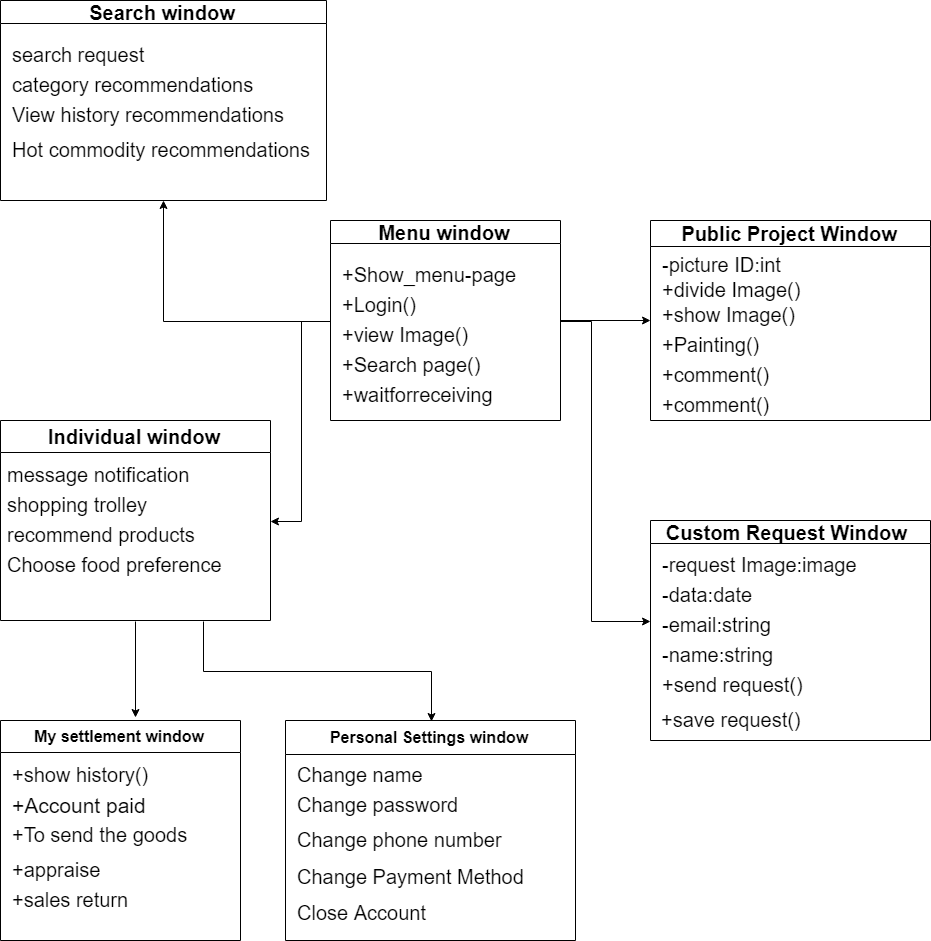 Search window
search request
category recommendations
View history recommendations
Hot commodity recommendations
Menu window
+Show_menu-page
+Login()
+view Image()
+Search page()
+waitforreceiving
Public Project Window
-picture ID:int
+divide Image()
+show Image()
+Painting()
+comment()
+comment()
Individual window
message notification
shopping trolley
recommend products
Choose food preference
Custom Request Window
-request Image:image
-data:date
-email:string
-name:string
+send request()
+save request()
My settlement window
+show history()
+Account paid
+To send the goods
+appraise
+sales return
Personal Settings window
Change name
Change password
Change phone number
Change Payment Method
Close Account